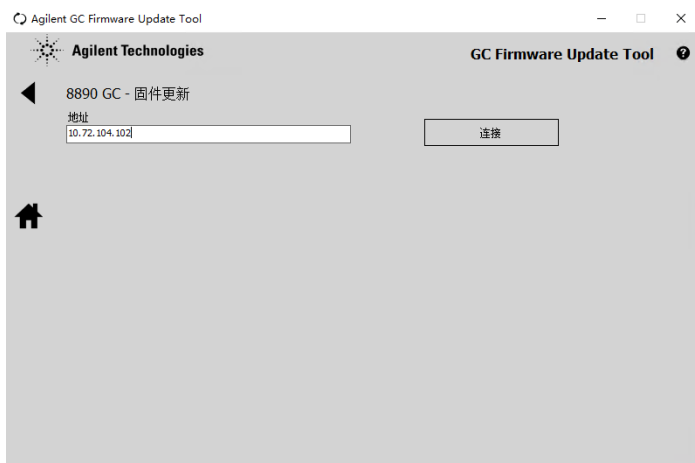 Agilent GC Firmware Update Tool
Agilent Technologies
GC Firmware Update Tool
8890 GC - 固件更新
地址
10.72.104.102
连接